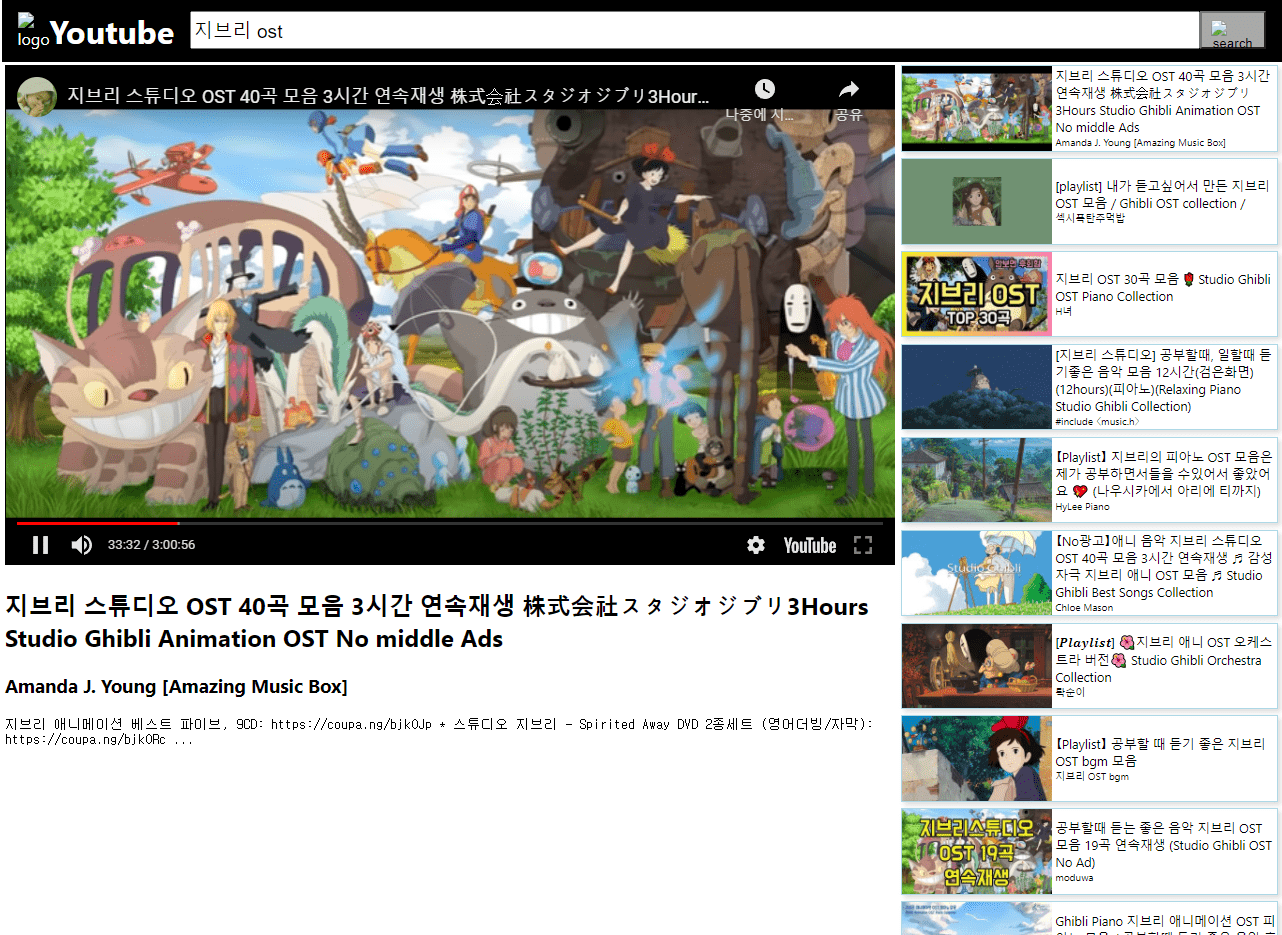 logo Youtube
지브리 ost
search
지브리 스튜디오 OST 40곡 모음 3시간 연속재생 株式会社スタジオジブリ3Hour...
나중에 시...
공유
33:32 / 3:00:56
YouTube
지브리 스튜디오 OST 40곡 모음 3시간 연속재생 株式会社スタジオジブリ3Hours
Studio Ghibli Animation OST No middle Ads
Amanda J. Young [Amazing Music Box]
지브리 애니메이션 베스트 파이브, 9CD: https://coupa.ng/bjkOJp * 스튜디오 지브리 - Spirited Away DVD 2종세트 (영어더빙/자막):
https://coupa.ng/bjkORc ...
지브리 스튜디오 OST 40곡 모음 3시간
연속재생 株式会社スタジオジブリ
3Hours Studio Ghibli Animation OST
No middle Ads
Amanda J. Young [Amazing Music Box]
[playlist] 내가 듣고싶어서 만든 지브리
OST 모음 / Ghibli OST collection /
섹시폭탄주먹밥
지브리 OST
TOP 30곡
지브리 OST 30곡 모음 🌹 Studio Ghibli
OST Piano Collection
H녀
[지브리 스튜디오] 공부할때, 일할때 듣
기좋은 음악 모음 12시간(검은화면)
(12hours)(피아노)(Relaxing Piano
Studio Ghibli Collection)
#include <music.h>
【Playlist】 지브리의 피아노 OST 모음은
제가 공부하면서들을 수있어서 좋았어
요 💖 (나우시카에서 아리에 티까지)
HyLee Piano
Studio Ghibli
【No광고】애니 음악 지브리 스튜디오
OST 40곡 모음 3시간 연속재생 ♬ 감성
자극 지브리 애니 OST 모음 ♬ Studio
Ghibli Best Songs Collection
Chloe Mason
[𝑷𝒍𝒂𝒚𝒍𝒊𝒔𝒕] 🌺지브리 애니 OST 오케스
트라 버전🌺 Studio Ghibli Orchestra
Collection
똭순이
【Playlist】 공부할 때 듣기 좋은 지브리
OST bgm 모음
지브리 OST bgm
지브리스튜디오
OST 19곡
연속재생
공부할때 듣는 좋은 음악 지브리 OST
모음 19곡 연속재생 (Studio Ghibli OST
No Ad)
moduwa
Ghibli Piano 지브리 애니메이션 OST 피